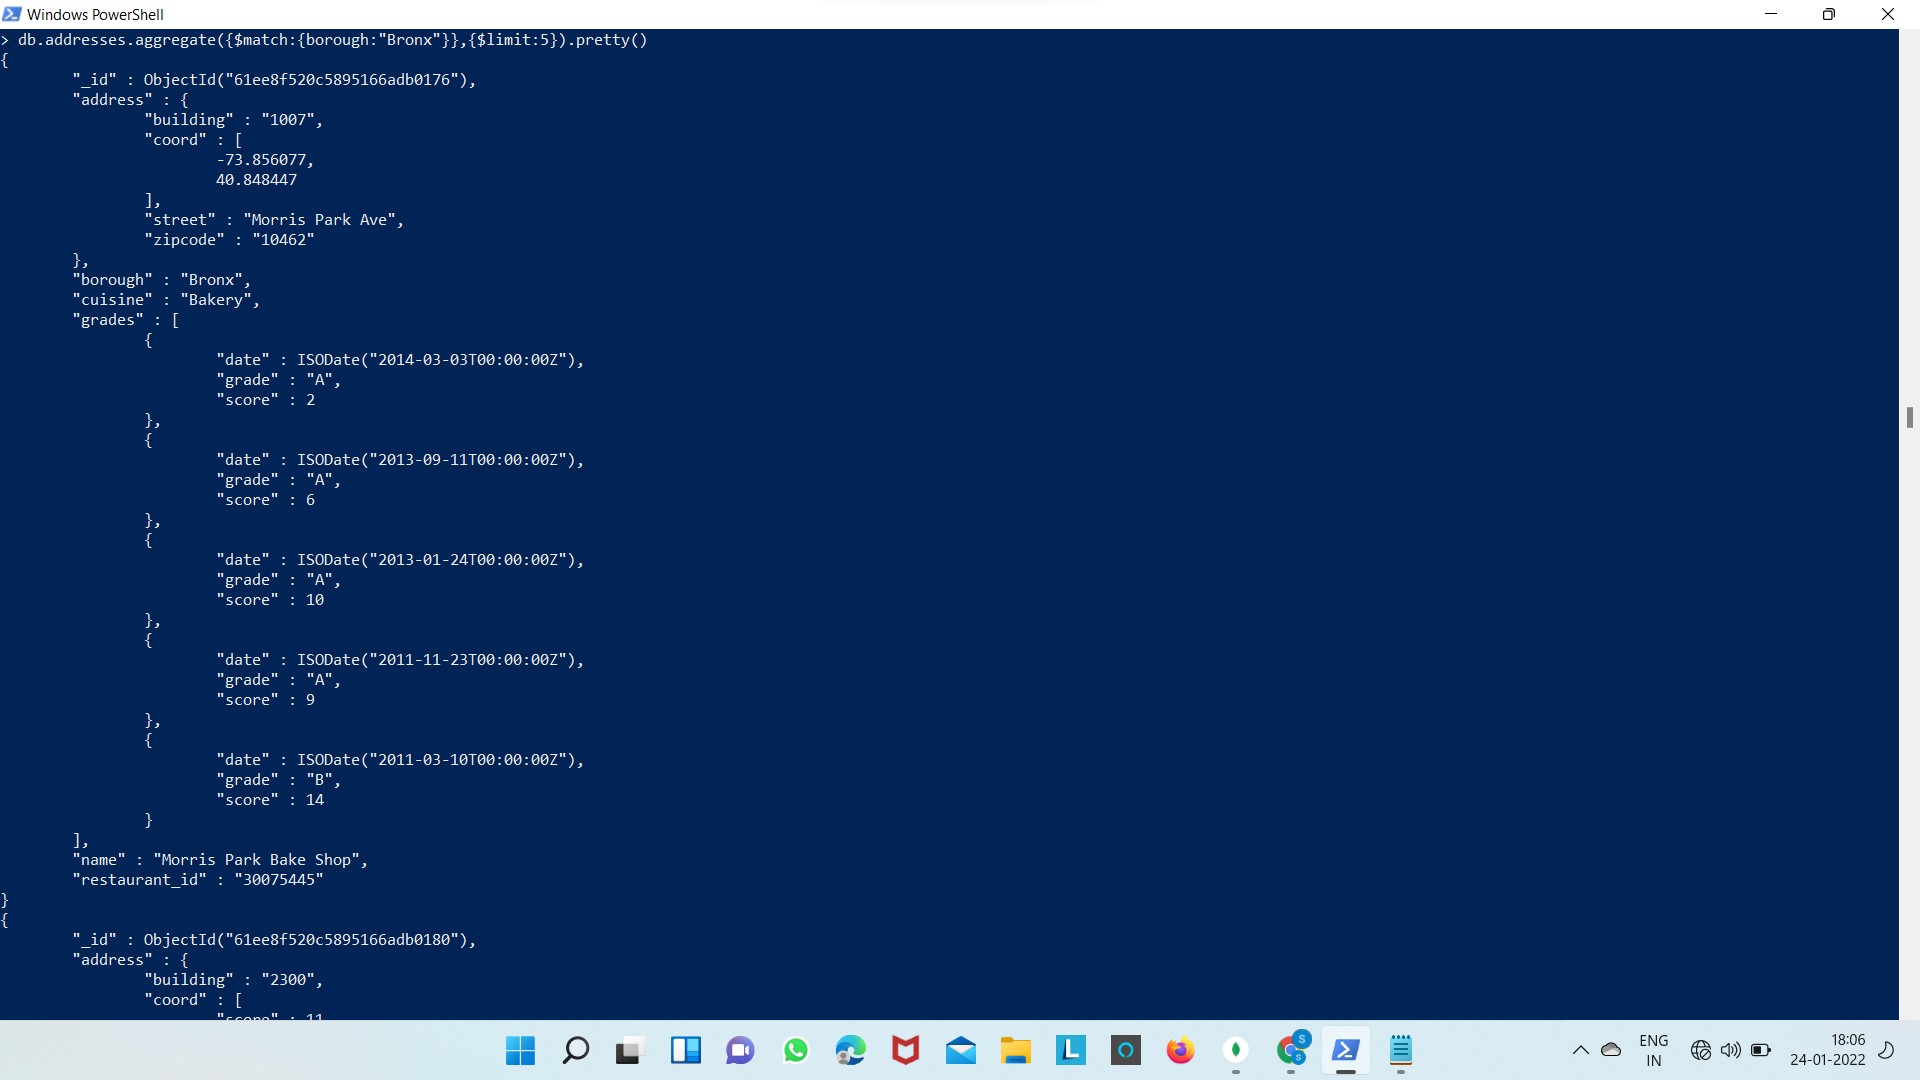 Windows PowerShell
> db.addresses.aggregate({$match:{borough:"Bronx"}},{$limit:5}).pretty()
{
"_id" : ObjectId("61ee8f520c5895166adb0176"),
"address" : {
"building" : "1007",
"coord" : [
-73.856077,
40.848447
],
"street" : "Morris Park Ave",
"zipcode" : "10462"
},
"borough" : "Bronx",
"cuisine" : "Bakery",
"grades" : [
{
"date" : ISODate("2014-03-03T00:00:00Z"),
"grade" : "A",
"score" : 2
},
{
"date" : ISODate("2013-09-11T00:00:00Z"),
"grade" : "A",
"score" : 6
},
{
"date" : ISODate("2013-01-24T00:00:00Z"),
"grade" : "A",
"score" : 10
},
{
"date" : ISODate("2011-11-23T00:00:00Z"),
"grade" : "A",
"score" : 9
},
{
"date" : ISODate("2011-03-10T00:00:00Z"),
"grade" : "B",
"score" : 14
}
],
"name" : "Morris Park Bake Shop",
"restaurant_id" : "30075445"
}
{
"_id" : ObjectId("61ee8f520c5895166adb0180"),
"address" : {
"building" : "2300",
"coord" : [
"score" : 11
ENG
IN
18:06
24-01-2022